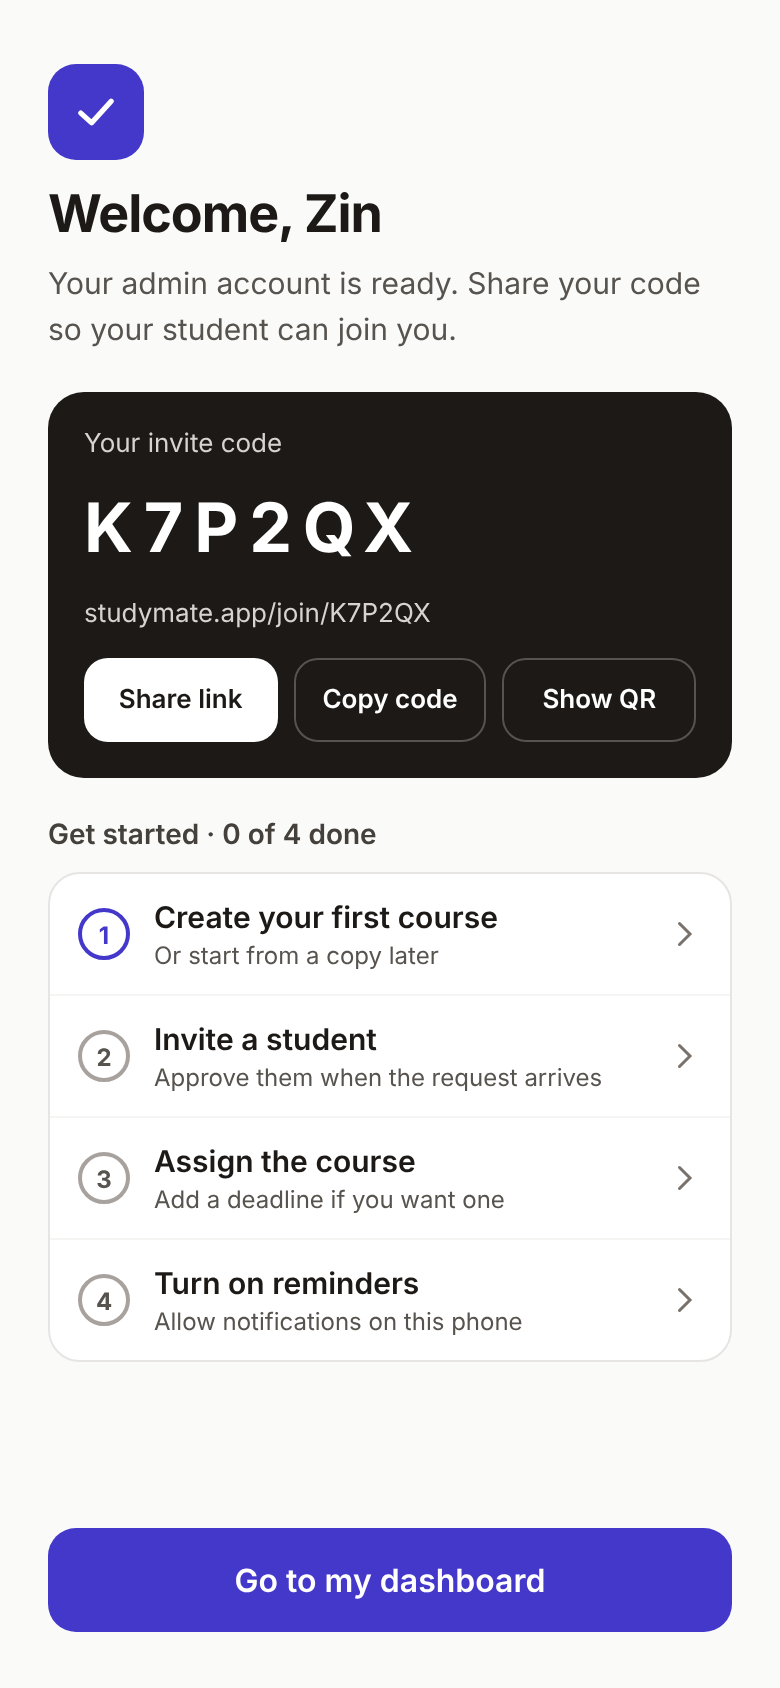 Welcome, Zin
Your admin account is ready. Share your code
so your student can join you.
Your invite code
K7P2QX
studymate.app/join/K7P2QX
Share link
Copy code
Show QR
Get started · 0 of 4 done
1
Create your first course
Or start from a copy later
2
Invite a student
Approve them when the request arrives
3
Assign the course
Add a deadline if you want one
4
Turn on reminders
Allow notifications on this phone
Go to my dashboard